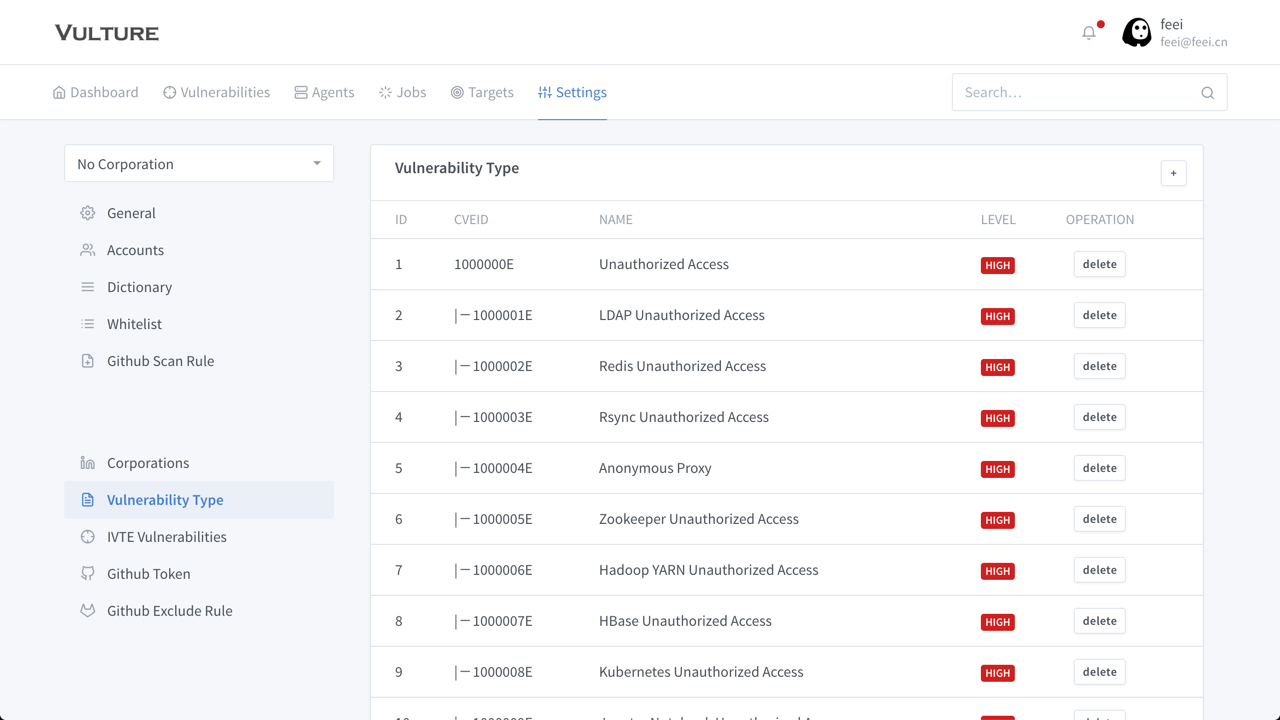 VULTURE
feei
feei@feei.cn
Dashboard Vulnerabilities Agents Jobs Targets Settings Search…
No Corporation
General
Accounts
Dictionary
Whitelist
Github Scan Rule
Corporations
Vulnerability Type
IVTE Vulnerabilities
Github Token
Github Exclude Rule
Vulnerability Type
+
ID CVEID NAME LEVEL OPERATION
1 1000000E Unauthorized Access HIGH delete
2 |—1000001E LDAP Unauthorized Access HIGH delete
3 |—1000002E Redis Unauthorized Access HIGH delete
4 |—1000003E Rsync Unauthorized Access HIGH delete
5 |—1000004E Anonymous Proxy HIGH delete
6 |—1000005E Zookeeper Unauthorized Access HIGH delete
7 |—1000006E Hadoop YARN Unauthorized Access HIGH delete
8 |—1000007E HBase Unauthorized Access HIGH delete
9 |—1000008E Kubernetes Unauthorized Access HIGH delete